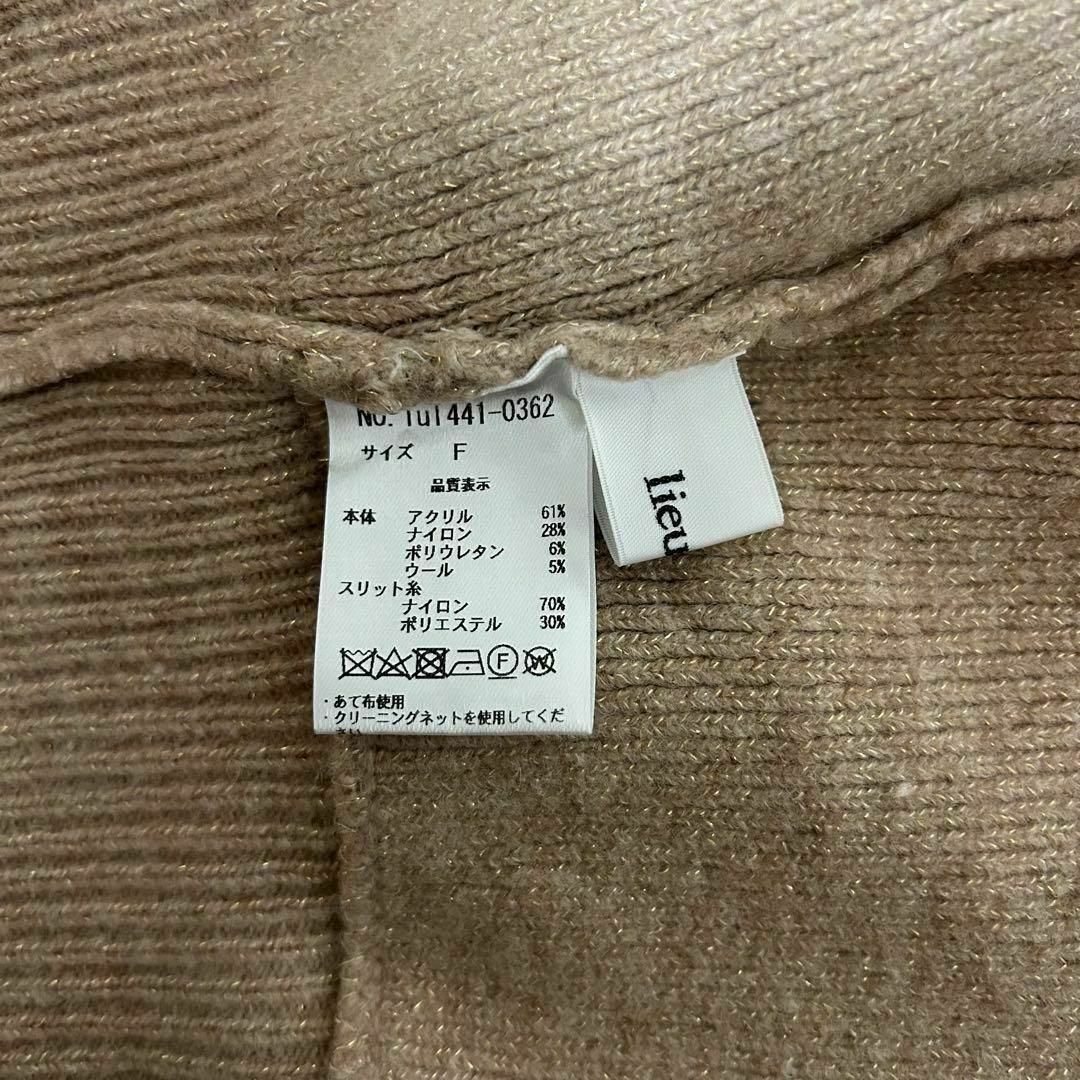 NO. lul441-0362
サイズ F
品質表示
本体 アクリル 61%
ナイロン 28%
ポリウレタン 6%
ウール 5%
スリット糸
ナイロン 70%
ポリエステル 30%
F W
・あて布使用
・クリーニングネットを使用してくだ
さい
lieu